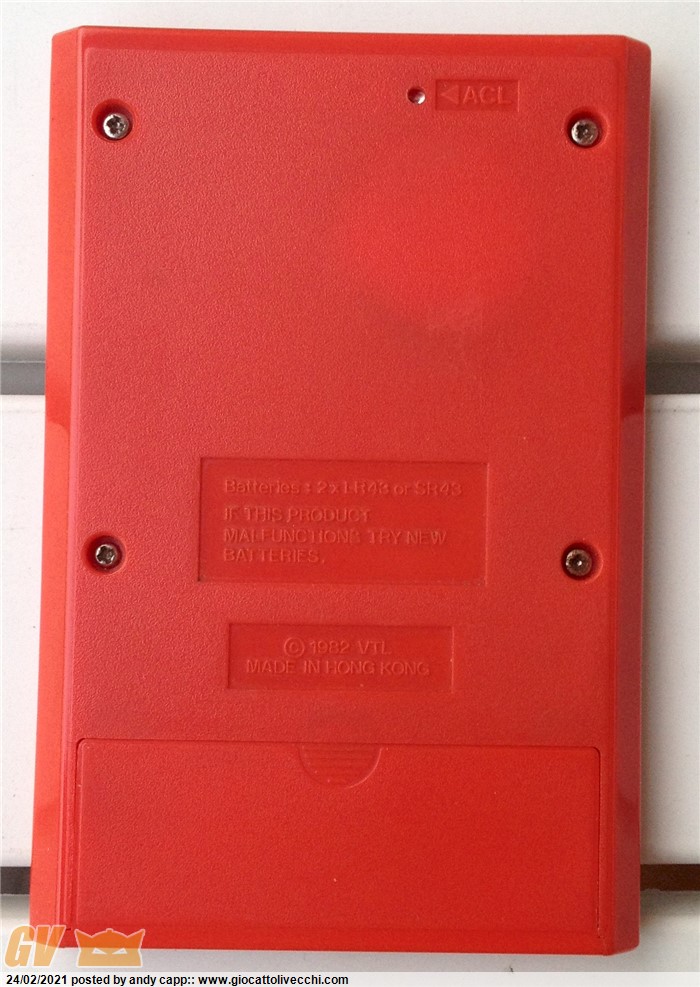 ◄ACL
Batteries : 2 x LR43 or SR43
IF THIS PRODUCT
MALFUNCTIONS TRY NEW
BATTERIES.
© 1982 VTL
MADE IN HONG KONG
GV
24/02/2021 posted by andy capp:: www.giocattolivecchi.com